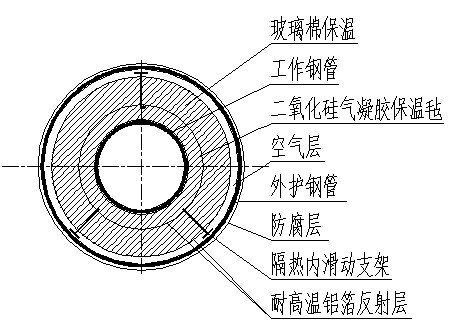 玻璃棉保温
工作钢管
二氧化硅气凝胶保温毡
空气层
外护钢管
防腐层
隔热内滑动支架
耐高温铝箔反射层